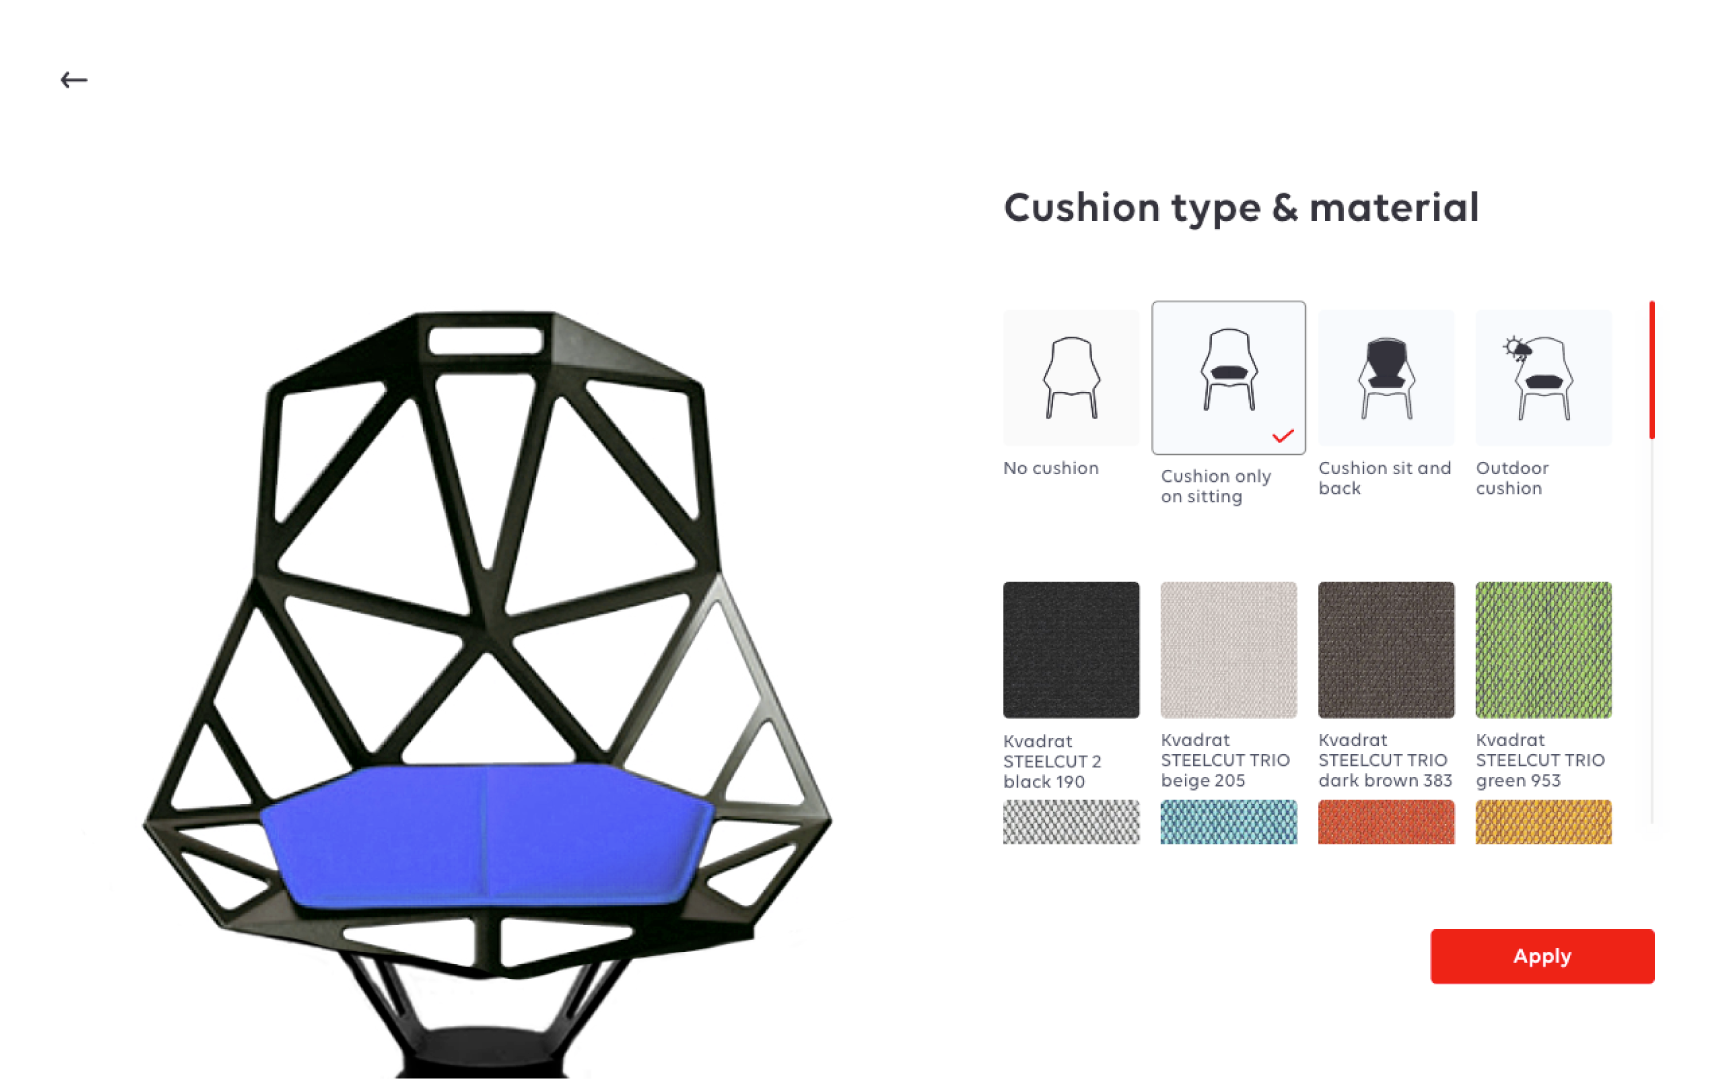 Cushion type & material
No cushion
Cushion only
on sitting
Cushion sit and
back
Outdoor
cushion
Kvadrat
STEELCUT 2
black 190
Kvadrat
STEELCUT TRIO
beige 205
Kvadrat
STEELCUT TRIO
dark brown 383
Kvadrat
STEELCUT TRIO
green 953
Apply